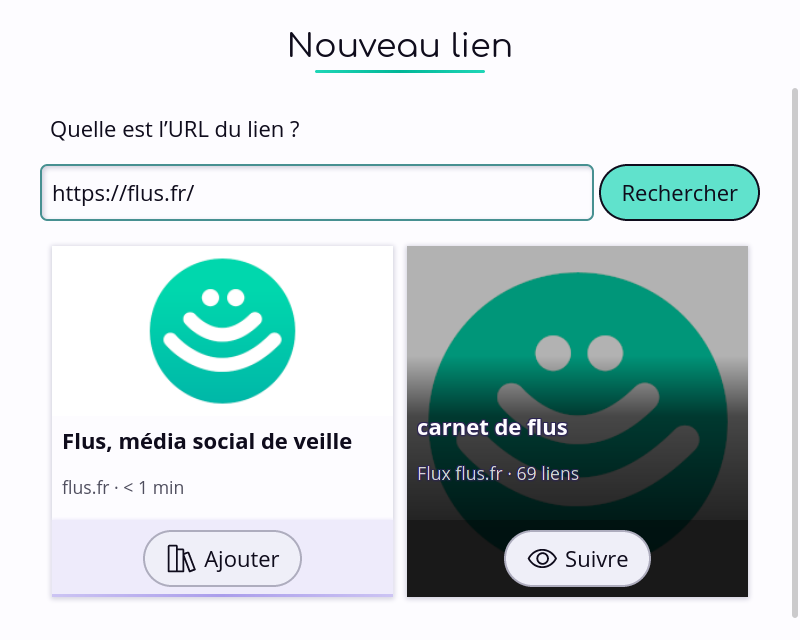 Nouveau lien
Quelle est l’URL du lien ?
https://flus.fr/
Rechercher
Flus, média social de veille
flus.fr · < 1 min
Ajouter
carnet de flus
Flux flus.fr · 69 liens
Suivre